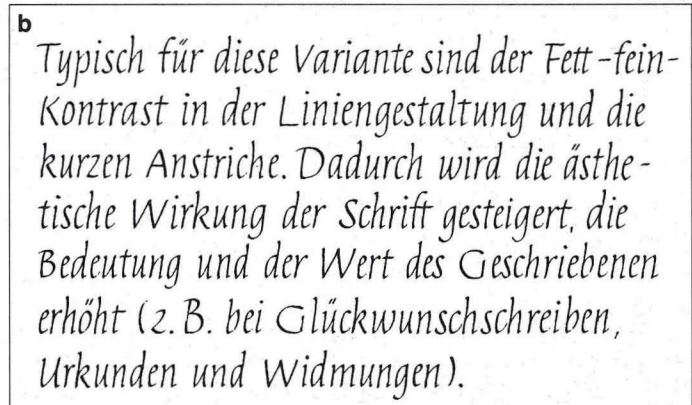 b
Typisch für diese Variante sind der Fett-fein-
Kontrast in der Liniengestaltung und die
kurzen Anstriche. Dadurch wird die ästhe-
tische Wirkung der Schrift gesteigert, die
Bedeutung und der Wert des Geschriebenen
erhöht (z. B. bei Glückwunschschreiben,
Urkunden und Widmungen).